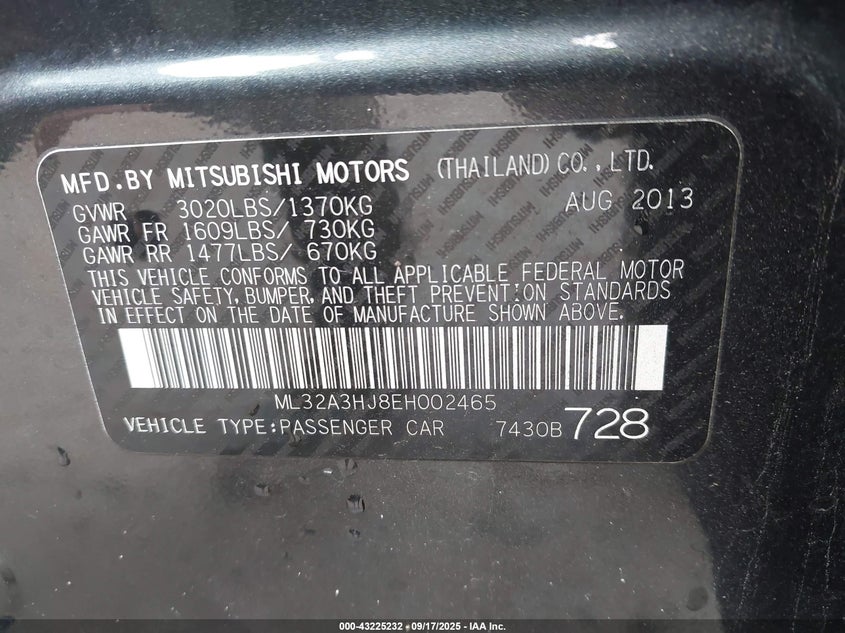 MFD.BY MITSUBISHI MOTORS (THAILAND) CO.,LTD.
GVWR 3020LBS/1370KG AUG 2013
GAWR FR 1609LBS/ 730KG
GAWR RR 1477LBS/ 670KG
THIS VEHICLE CONFORMS TO ALL APPLICABLE FEDERAL MOTOR
VEHICLE SAFETY, BUMPER, AND THEFT PREVENTION STANDARDS
IN EFFECT ON THE DATE OF MANUFACTURE SHOWN ABOVE.
ML32A3HJ8EH002465
VEHICLE TYPE:PASSENGER CAR 7430B 728
000-43225232 - 09/17/2025 - IAA Inc.